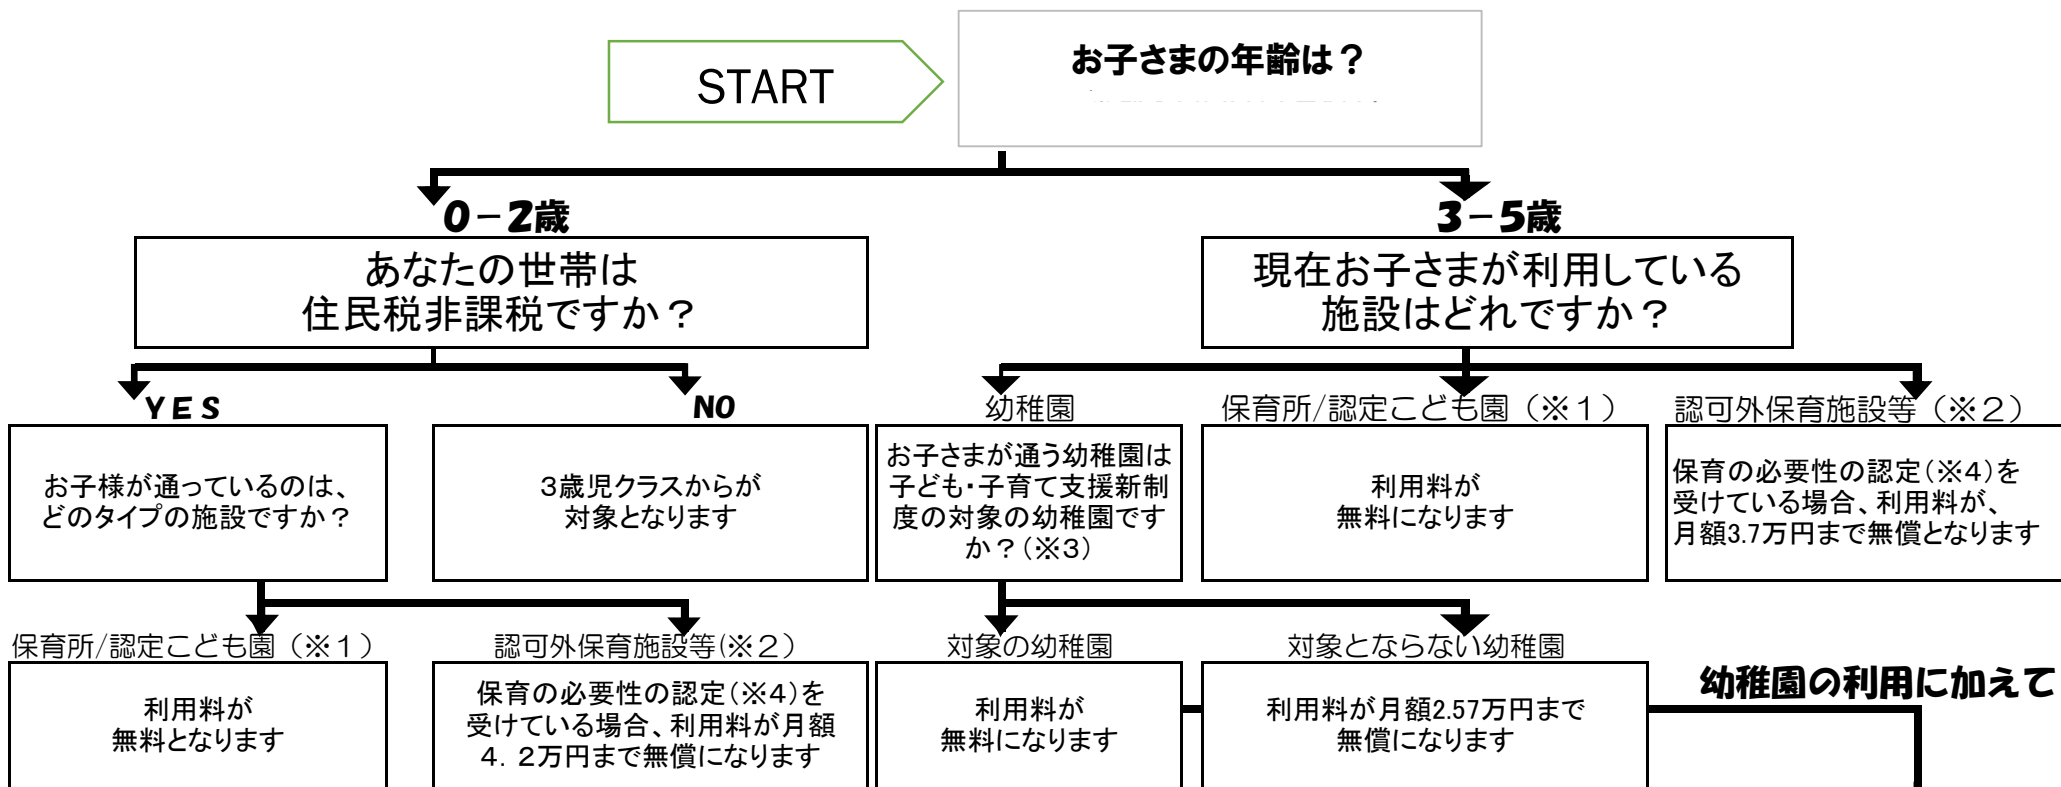 START
お子さまの年齢は？
0－2歳
3－5歳
あなたの世帯は
住民税非課税ですか？
現在お子さまが利用している
施設はどれですか？
YES
NO
幼稚園
保育所/認定こども園（※１）
認可外保育施設等（※２）
お子様が通っているのは、
どのタイプの施設ですか？
３歳児クラスからが
対象となります
お子さまが通う幼稚園は
子ども・子育て支援新制
度の対象の幼稚園です
か？（※3）
利用料が
無料になります
保育の必要性の認定（※４）を
受けている場合、利用料が、
月額3.7万円まで無償となります
保育所/認定こども園（※１）
認可外保育施設等(※２）
対象の幼稚園
対象とならない幼稚園
利用料が
無料となります
保育の必要性の認定（※４）を
受けている場合、利用料が月額
４．２万円まで無償になります
利用料が
無料になります
利用料が月額2.57万円まで
無償になります
幼稚園の利用に加えて